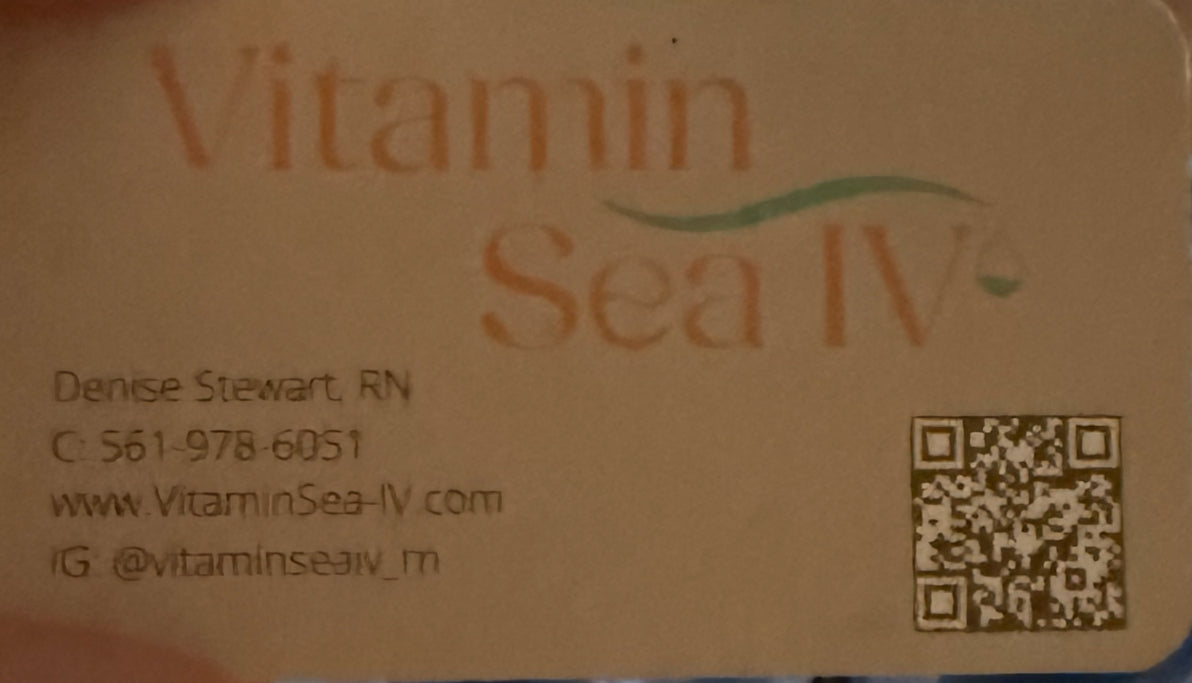 Vitamin
Sea IV
Denise Stewart, RN
C: 561-978-6051
www.VitaminSea-IV.com
IG: @vitaminseaiv_m